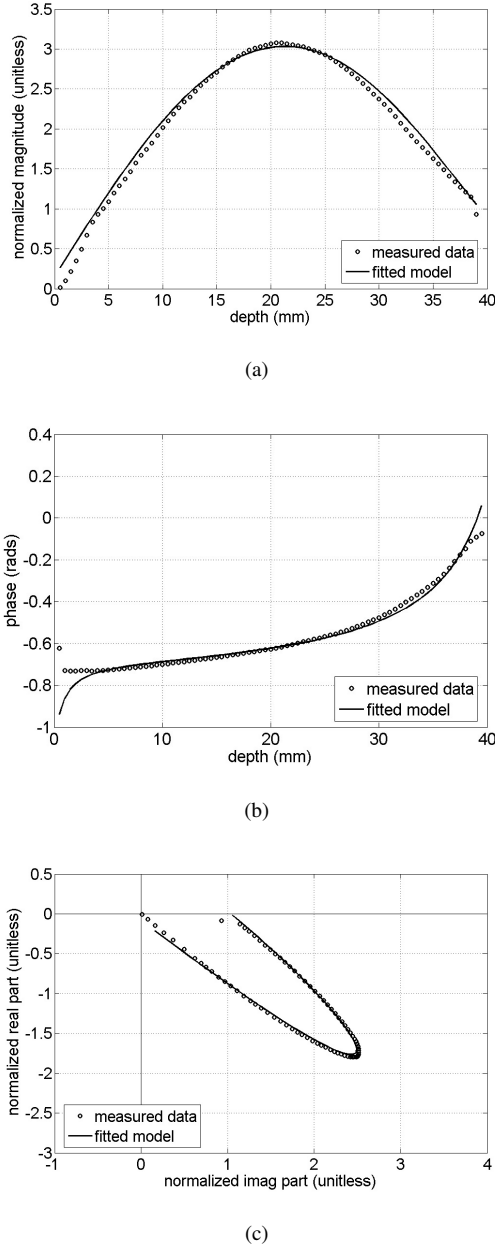 3.5
3
2.5
2
1.5
1
0.5
0
normalized magnitude (unitless)
0 5 10 15 20 25 30 35 40
depth (mm)
measured data
fitted model
(a)
0.4
0.2
0
-0.2
-0.4
-0.6
-0.8
-1
phase (rads)
0 10 20 30 40
depth (mm)
measured data
fitted model
(b)
0.5
0
-0.5
-1
-1.5
-2
-2.5
-3
normalized real part (unitless)
-1 0 1 2 3 4
normalized imag part (unitless)
measured data
fitted model
(c)